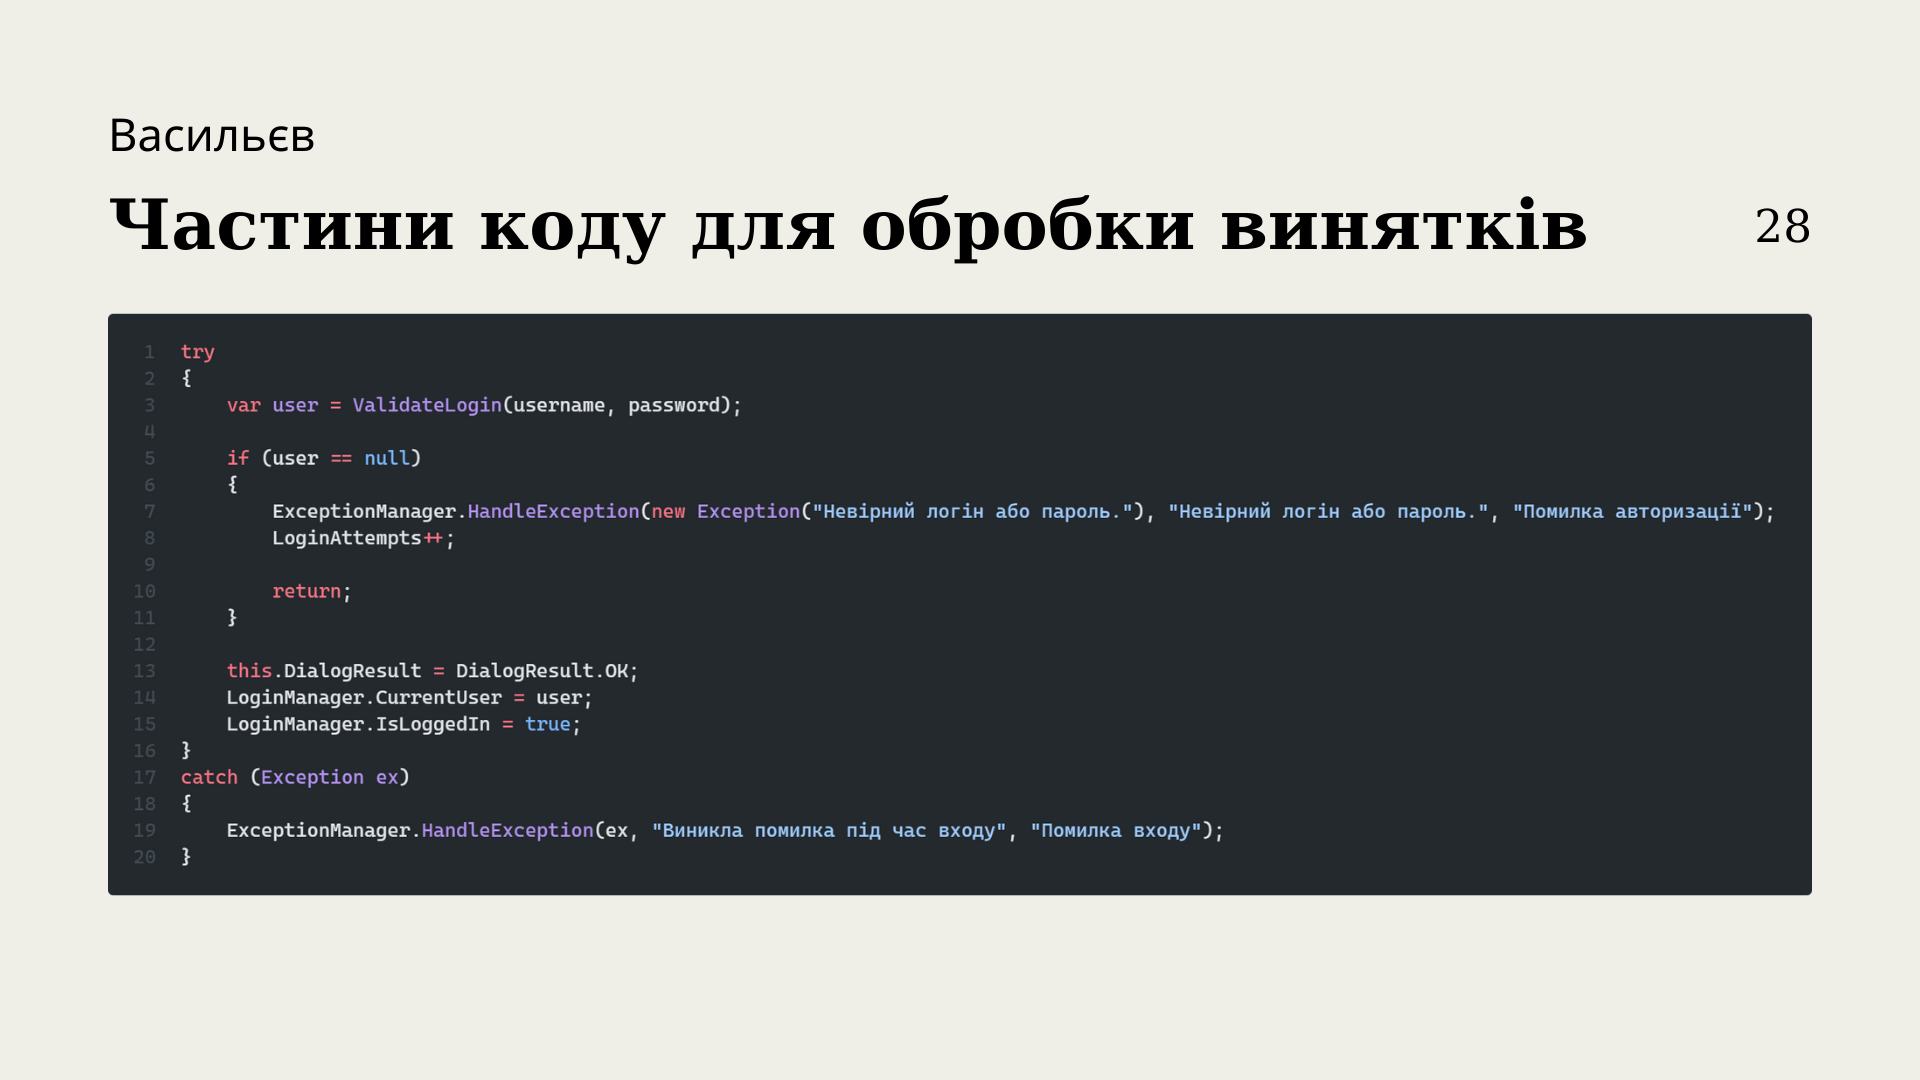 Васильєв
Частини коду для обробки винятків
28
1 try
2 {
3     var user = ValidateLogin(username, password);
4
5     if (user == null)
6     {
7         ExceptionManager.HandleException(new Exception("Невірний логін або пароль."), "Невірний логін або пароль.", "Помилка авторизації");
8         LoginAttempts++;
9
10         return;
11     }
12
13     this.DialogResult = DialogResult.OK;
14     LoginManager.CurrentUser = user;
15     LoginManager.IsLoggedIn = true;
16 }
17 catch (Exception ex)
18 {
19     ExceptionManager.HandleException(ex, "Виникла помилка під час входу", "Помилка входу");
20 }